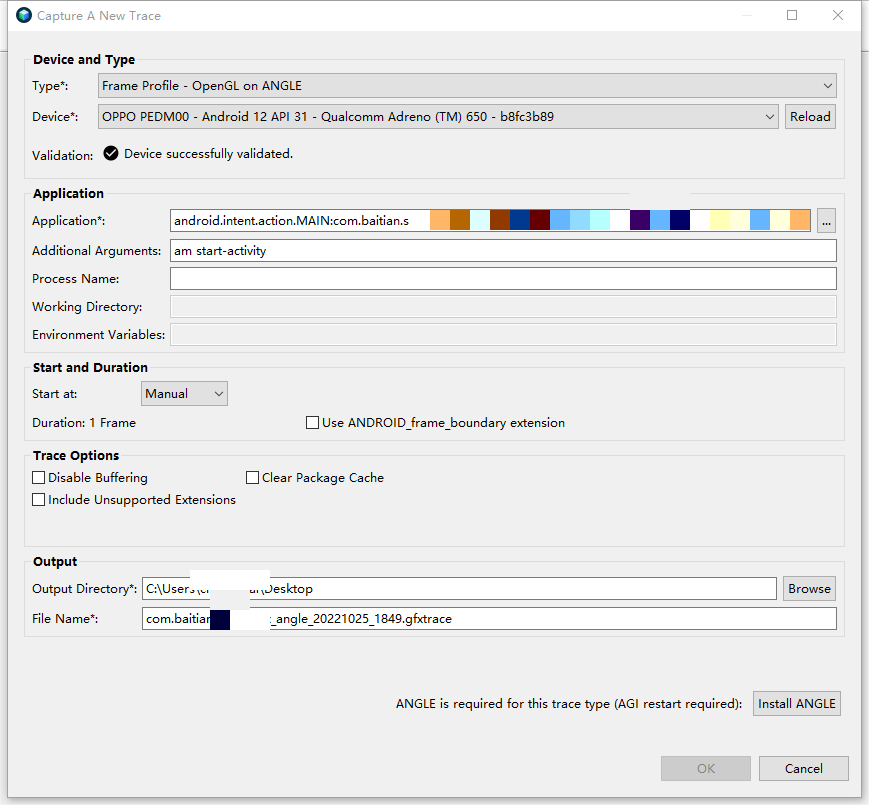 Capture A New Trace
Device and Type
Type*: Frame Profile - OpenGL on ANGLE
Device*: OPPO PEDM00 - Android 12 API 31 - Qualcomm Adreno (TM) 650 - b8fc3b89 Reload
Validation: Device successfully validated.
Application
Application*: android.intent.action.MAIN:com.baitian.s ...
Additional Arguments: am start-activity
Process Name:
Working Directory:
Environment Variables:
Start and Duration
Start at: Manual
Duration: 1 Frame Use ANDROID_frame_boundary extension
Trace Options
Disable Buffering Clear Package Cache
Include Unsupported Extensions
Output
Output Directory*: C:\Users\ \Desktop Browse
File Name*: com.baitian _angle_20221025_1849.gfxtrace
ANGLE is required for this trace type (AGI restart required): Install ANGLE
OK Cancel